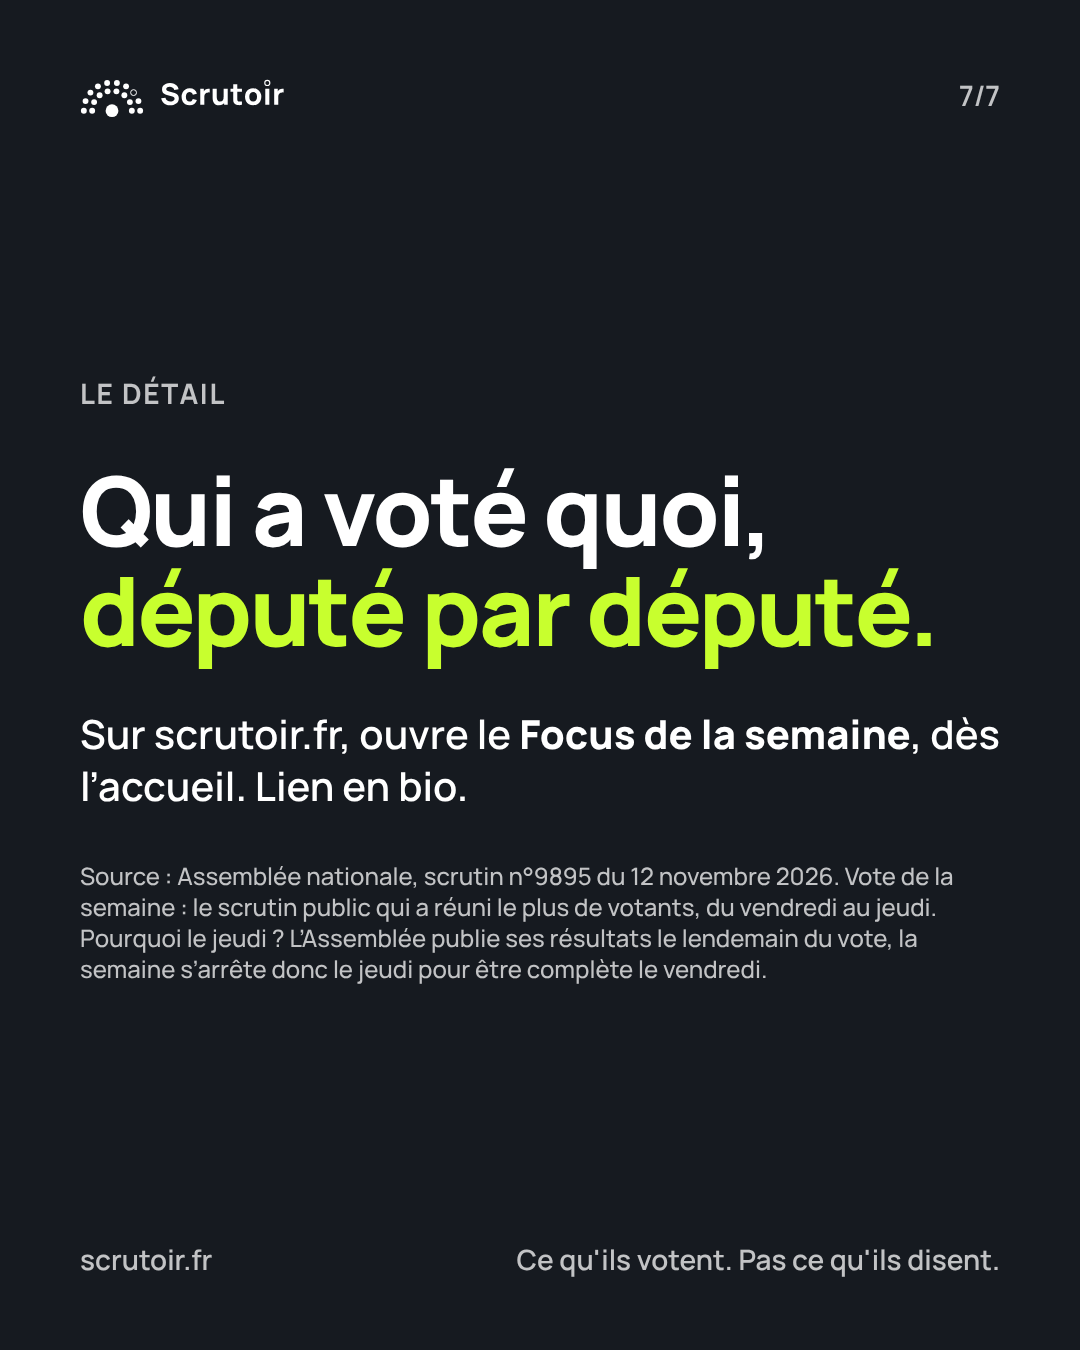 Scrutoir
7/7
LE DÉTAIL
Qui a voté quoi,
député par député.
Sur scrutoir.fr, ouvre le Focus de la semaine, dès
l’accueil. Lien en bio.
Source : Assemblée nationale, scrutin n°9895 du 12 novembre 2026. Vote de la
semaine : le scrutin public qui a réuni le plus de votants, du vendredi au jeudi.
Pourquoi le jeudi ? L’Assemblée publie ses résultats le lendemain du vote, la
semaine s’arrête donc le jeudi pour être complète le vendredi.
scrutoir.fr
Ce qu'ils votent. Pas ce qu'ils disent.